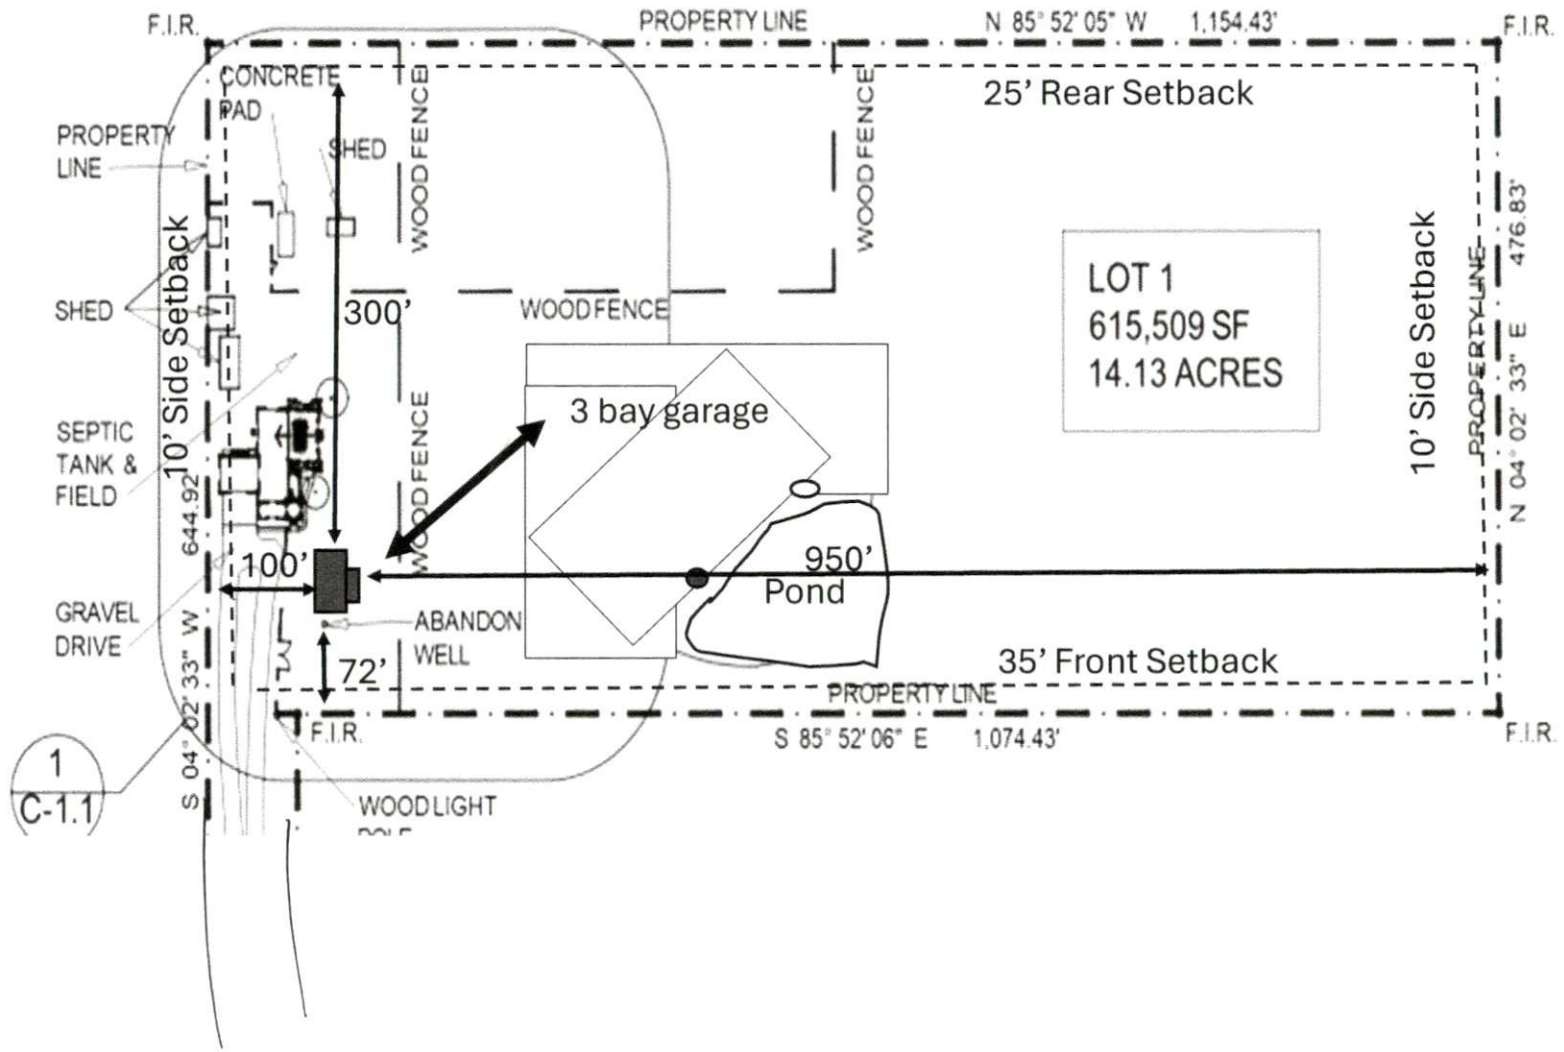 F.I.R.
PROPERTY LINE
N 85° 52' 05" W 1,154.43'
F.I.R.
CONCRETE
PAD
25' Rear Setback
PROPERTY
LINE
SHED
WOOD FENCE
WOOD FENCE
10' Side Setback
SHED
300'
WOOD FENCE
LOT 1
615,509 SF
14.13 ACRES
10' Side Setback
PROPERTY LINE
N 04° 02' 33" E 476.83'
3 bay garage
SEPTIC
TANK &
FIELD
WOOD FENCE
S 04° 02' 33" W 644.92'
100'
950'
Pond
GRAVEL
DRIVE
ABANDON
WELL
72'
35' Front Setback
PROPERTY LINE
F.I.R.
S 85° 52' 06" E 1,074.43'
F.I.R.
1
C-1.1
WOOD LIGHT